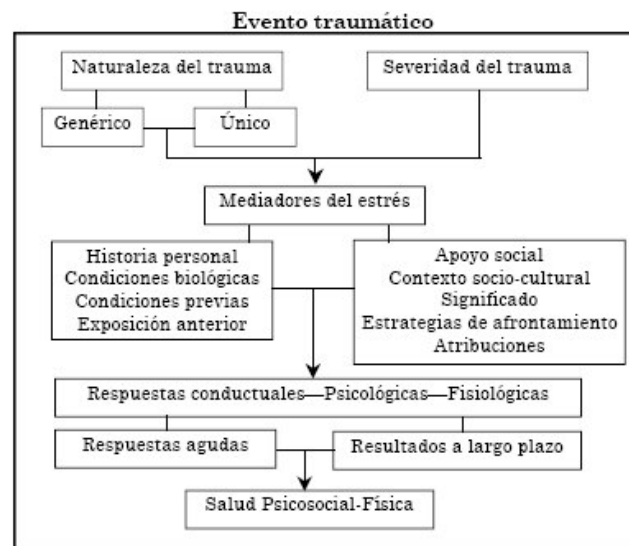 Evento traumático
Naturaleza del trauma
Severidad del trauma
Genérico
Único
Mediadores del estrés
Historia personal
Condiciones biológicas
Condiciones previas
Exposición anterior
Apoyo social
Contexto socio-cultural
Significado
Estrategias de afrontamiento
Atribuciones
Respuestas conductuales—Psicológicas—Fisiológicas
Respuestas agudas
Resultados a largo plazo
Salud Psicosocial-Física